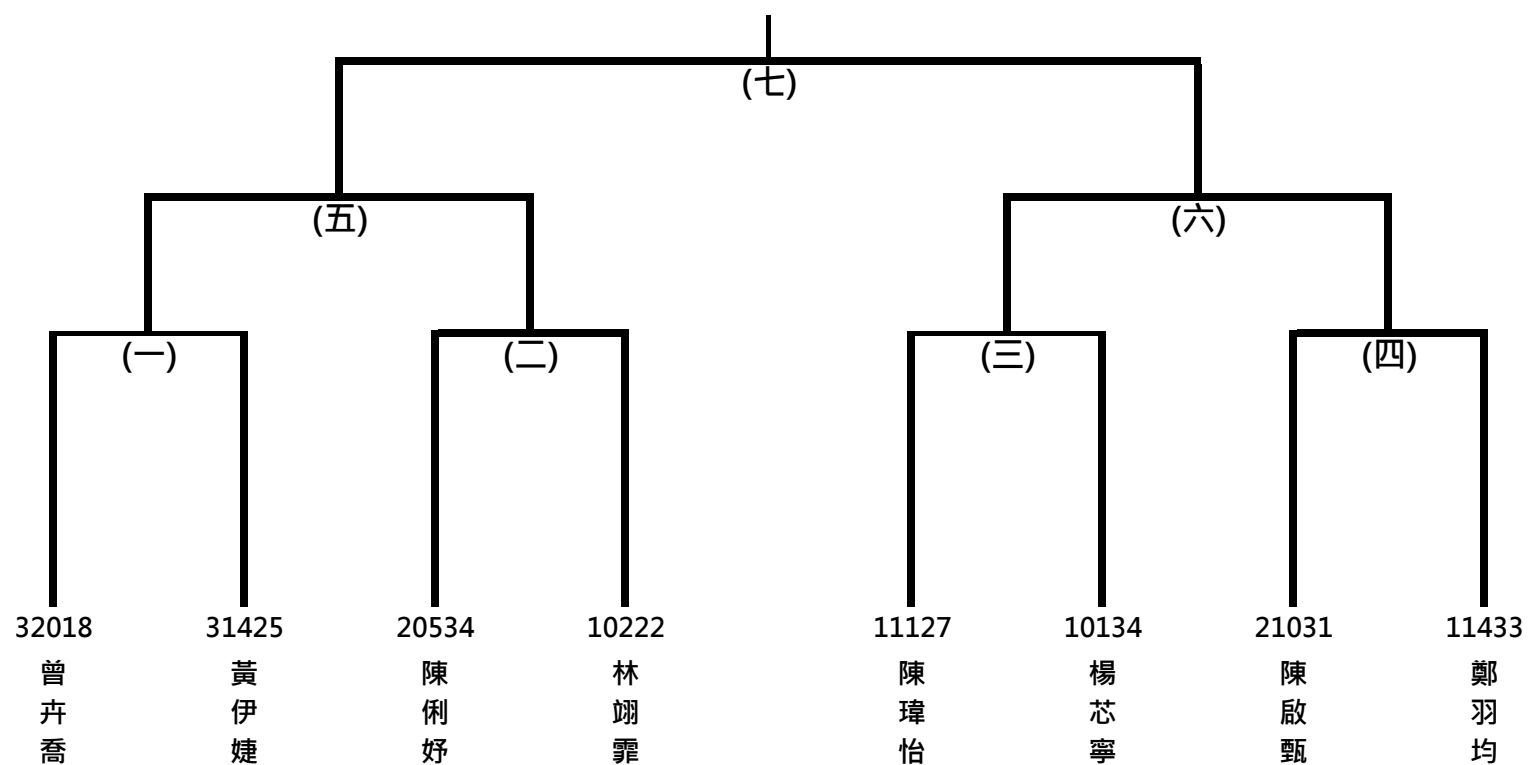 (七)
(五)
(六)
(一)
(二)
(三)
(四)
32018
31425
20534
10222
11127
10134
21031
11433
曾卉喬
黃伊婕
陳俐妤
林翊霏
陳瑋怡
楊芯寧
陳啟甄
鄭羽均